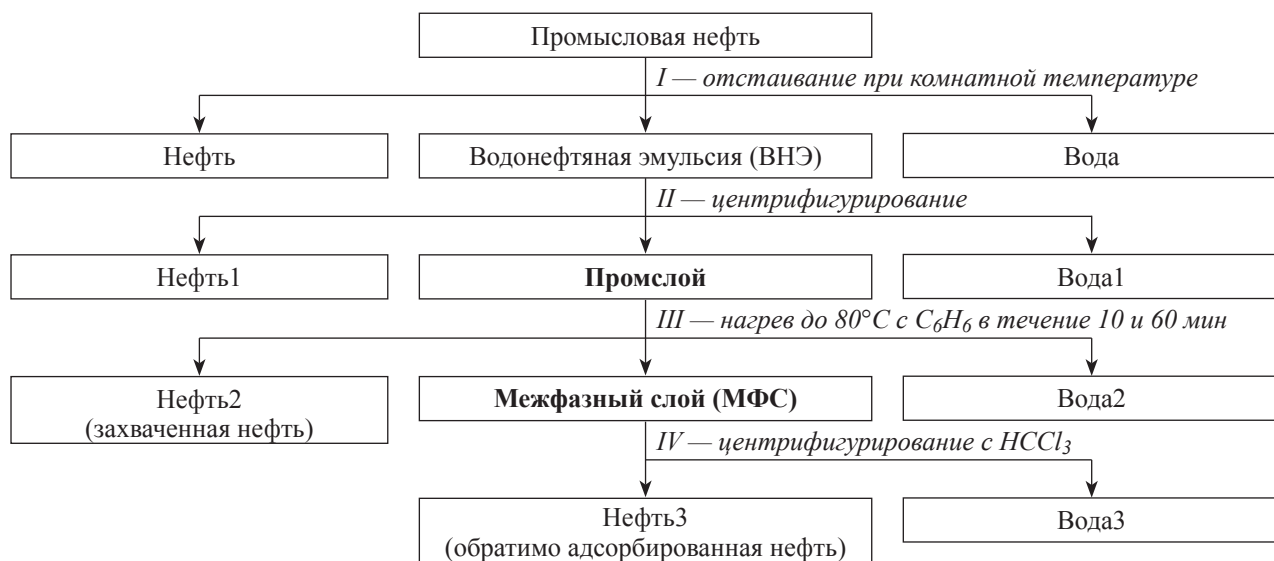 Промысловая нефть
I — отстаивание при комнатной температуре
Нефть
Водонефтяная эмульсия (ВНЭ)
Вода
II — центрифигурирование
Нефть1
Промслой
Вода1
III — нагрев до 80°С с C₆H₆ в течение 10 и 60 мин
Нефть2
(захваченная нефть)
Межфазный слой (МФС)
Вода2
IV — центрифигурирование с HCCl₃
Нефть3
(обратимо адсорбированная нефть)
Вода3